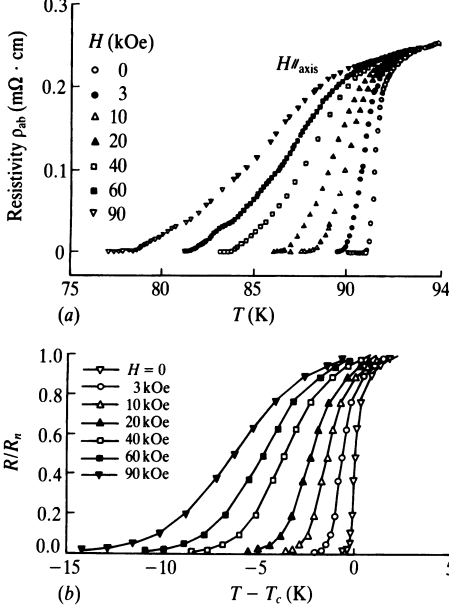 0.3
H (kOe)
0
3
10
20
40
60
90
H∥axis
Resistivity ρab (mΩ · cm)
0.2
0.1
0
75 80 85 90 94
(a) T (K)
1.0
0.8
0.6
0.4
0.2
0.0
R/Rn
H = 0
3 kOe
10 kOe
20 kOe
40 kOe
60 kOe
90 kOe
−15 −10 −5 0 5
(b) T − Tc (K)